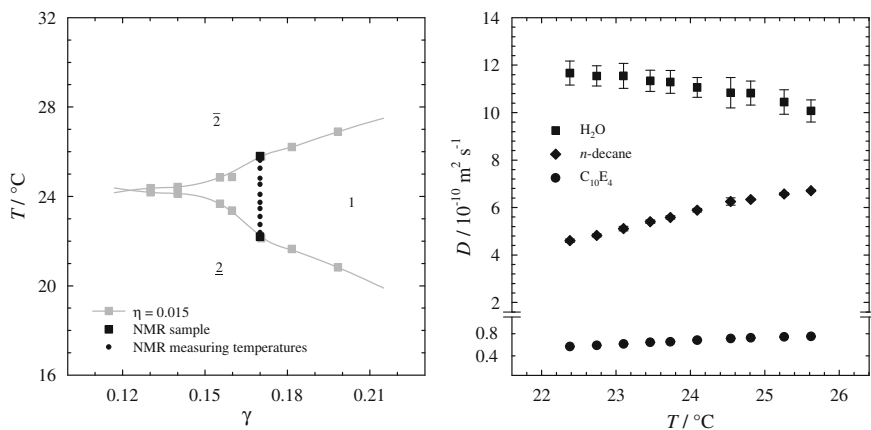 32
28
24
20
16
T / °C
0.12
0.15
0.18
0.21
γ
2̅
1
2̲
η = 0.015
NMR sample
NMR measuring temperatures
14
12
10
8
6
4
2
0.8
0.4
D / 10⁻¹⁰ m² s⁻¹
22
23
24
25
26
T / °C
H₂O
n-decane
C₁₀E₄